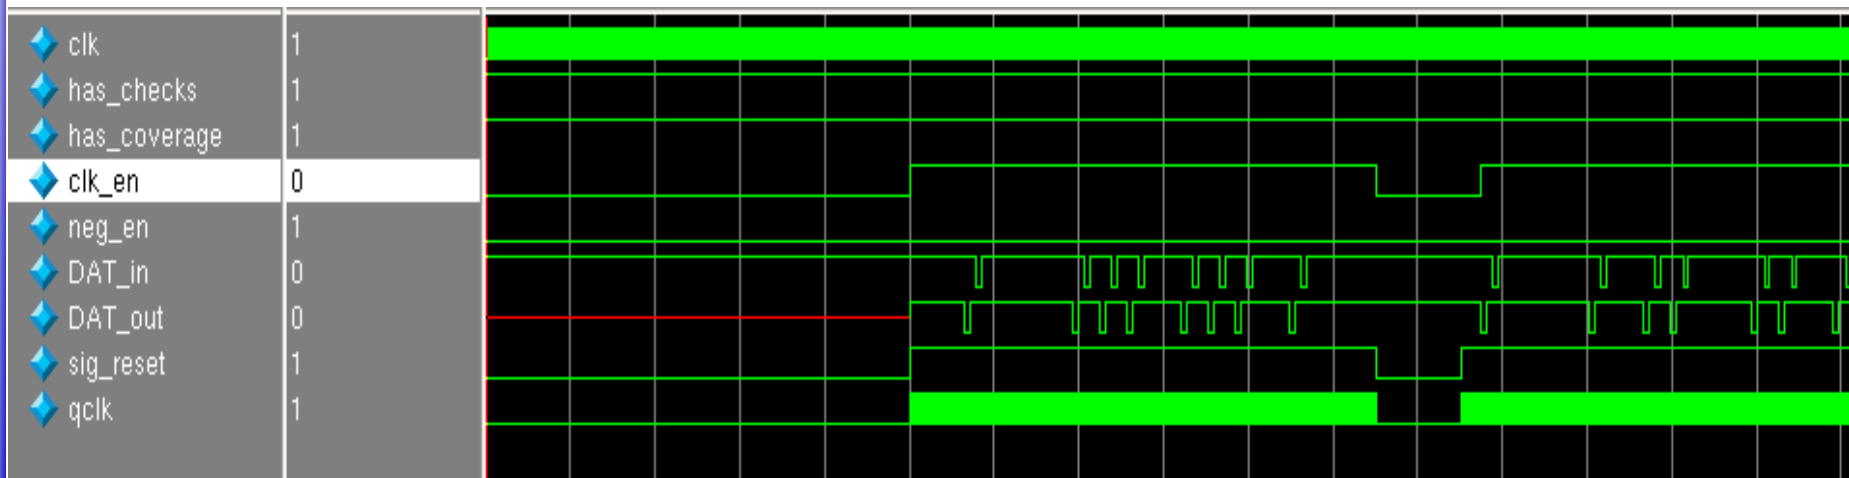 clk 1
has_checks 1
has_coverage 1
clk_en 0
neg_en 1
DAT_in 0
DAT_out 0
sig_reset 1
qclk 1